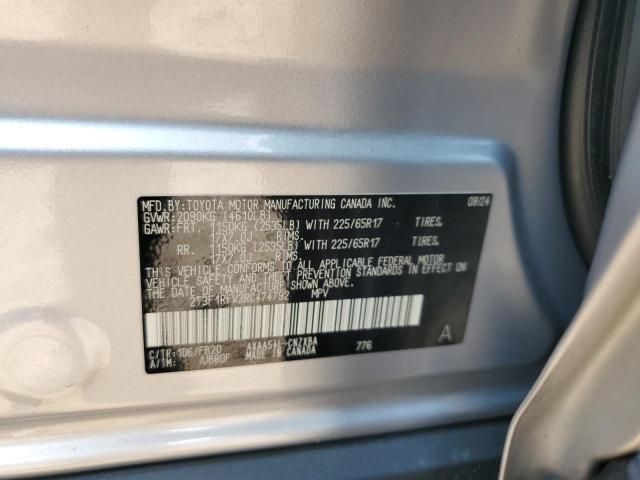 MFD.BY:TOYOTA MOTOR MANUFACTURING CANADA INC. 08/24
GVWR:2090KG (4610LB)
GAWR:FRT. 1150KG (2535LB) WITH 225/65R17 TIRES,
17X7.0J RIMS,
RR. 1150KG (2535LB) WITH 225/65R17 TIRES,
17X7.0J RIMS.
THIS VEHICLE CONFORMS TO ALL APPLICABLE FEDERAL MOTOR
VEHICLE SAFETY AND THEFT PREVENTION STANDARDS IN EFFECT ON
THE DATE OF MANUFACTURE SHOWN ABOVE.
2T3F1RFV3RC474792 MPV
C/TR:1D6/FB20 AXAA54L-CNZXBA 776 A
A/TM: /UB80F MADE IN CANADA